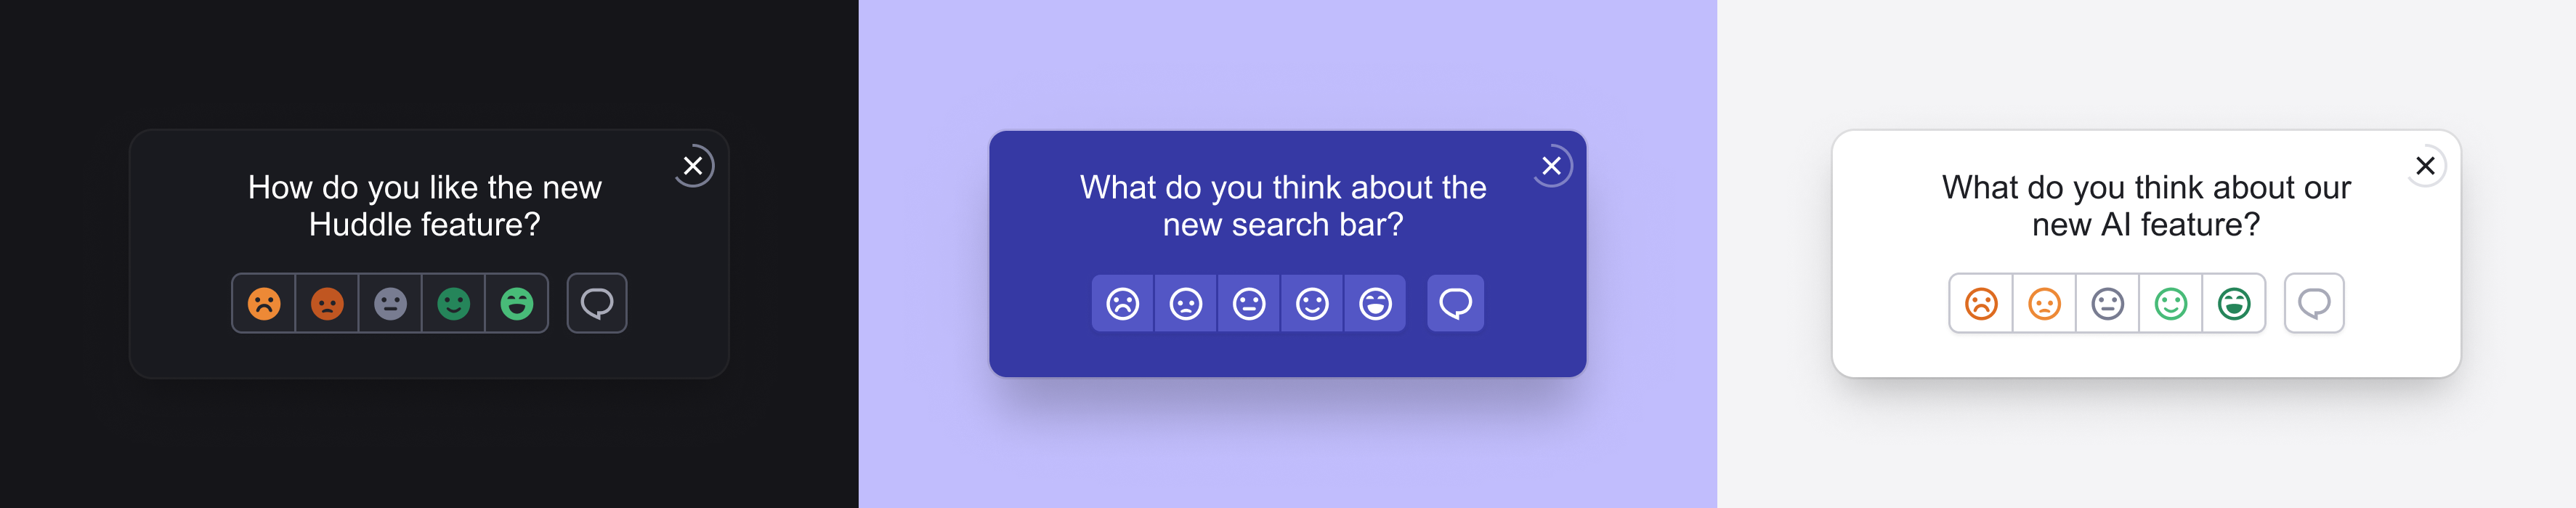 How do you like the new
Huddle feature?
What do you think about the
new search bar?
What do you think about our
new AI feature?